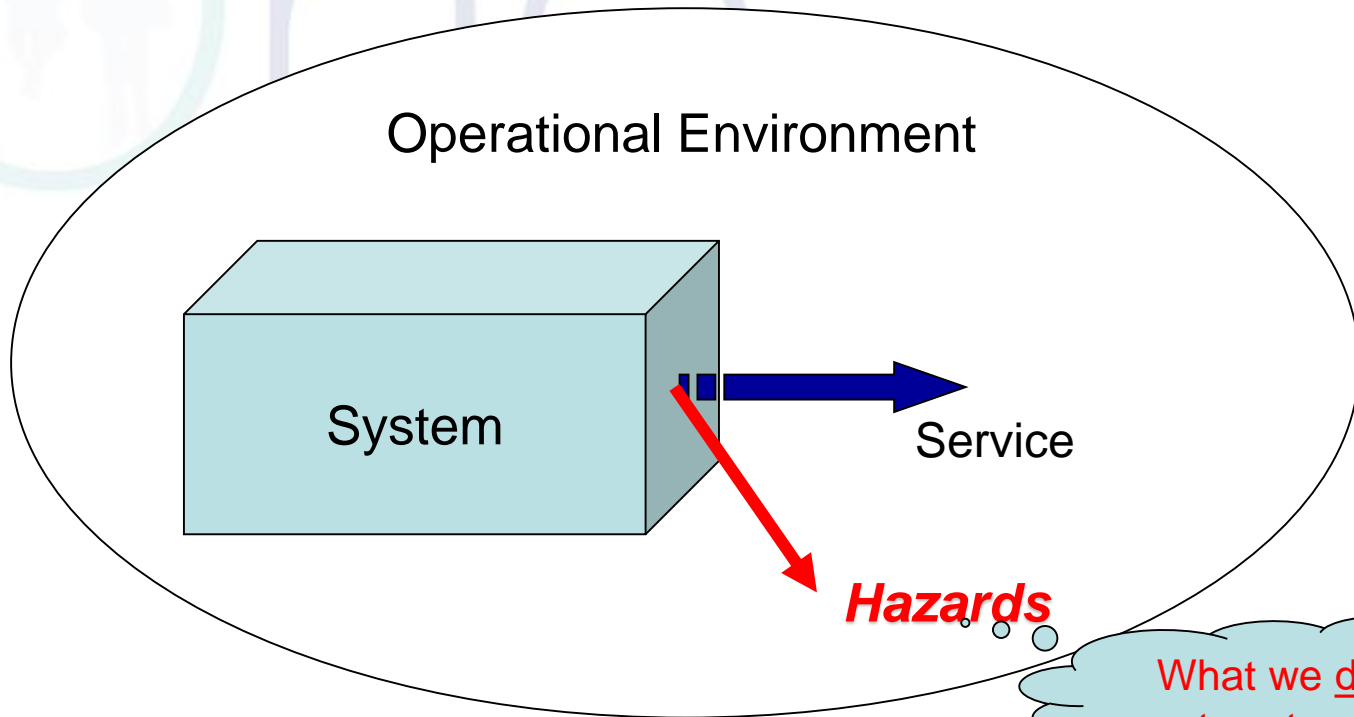 Operational Environment
System
Service
Hazards
What we